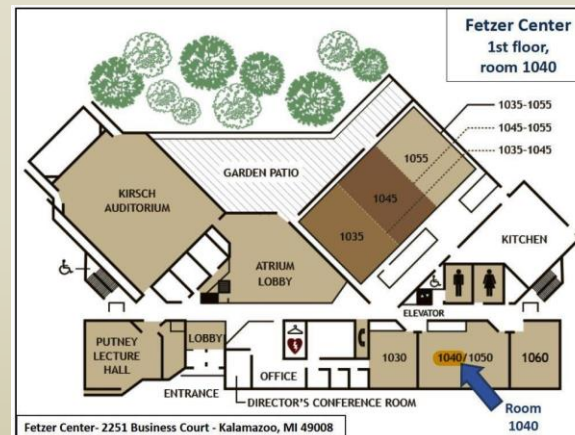 Fetzer Center
1st floor,
room 1040
1035-1055
1045-1055
1035-1045
1055
1045
1035
GARDEN PATIO
KIRSCH
AUDITORIUM
ATRIUM
LOBBY
KITCHEN
ELEVATOR
PUTNEY
LECTURE
HALL
LOBBY
OFFICE
1030
1040/1050
1060
ENTRANCE
DIRECTOR'S CONFERENCE ROOM
Room
1040
Fetzer Center- 2251 Business Court - Kalamazoo, MI 49008